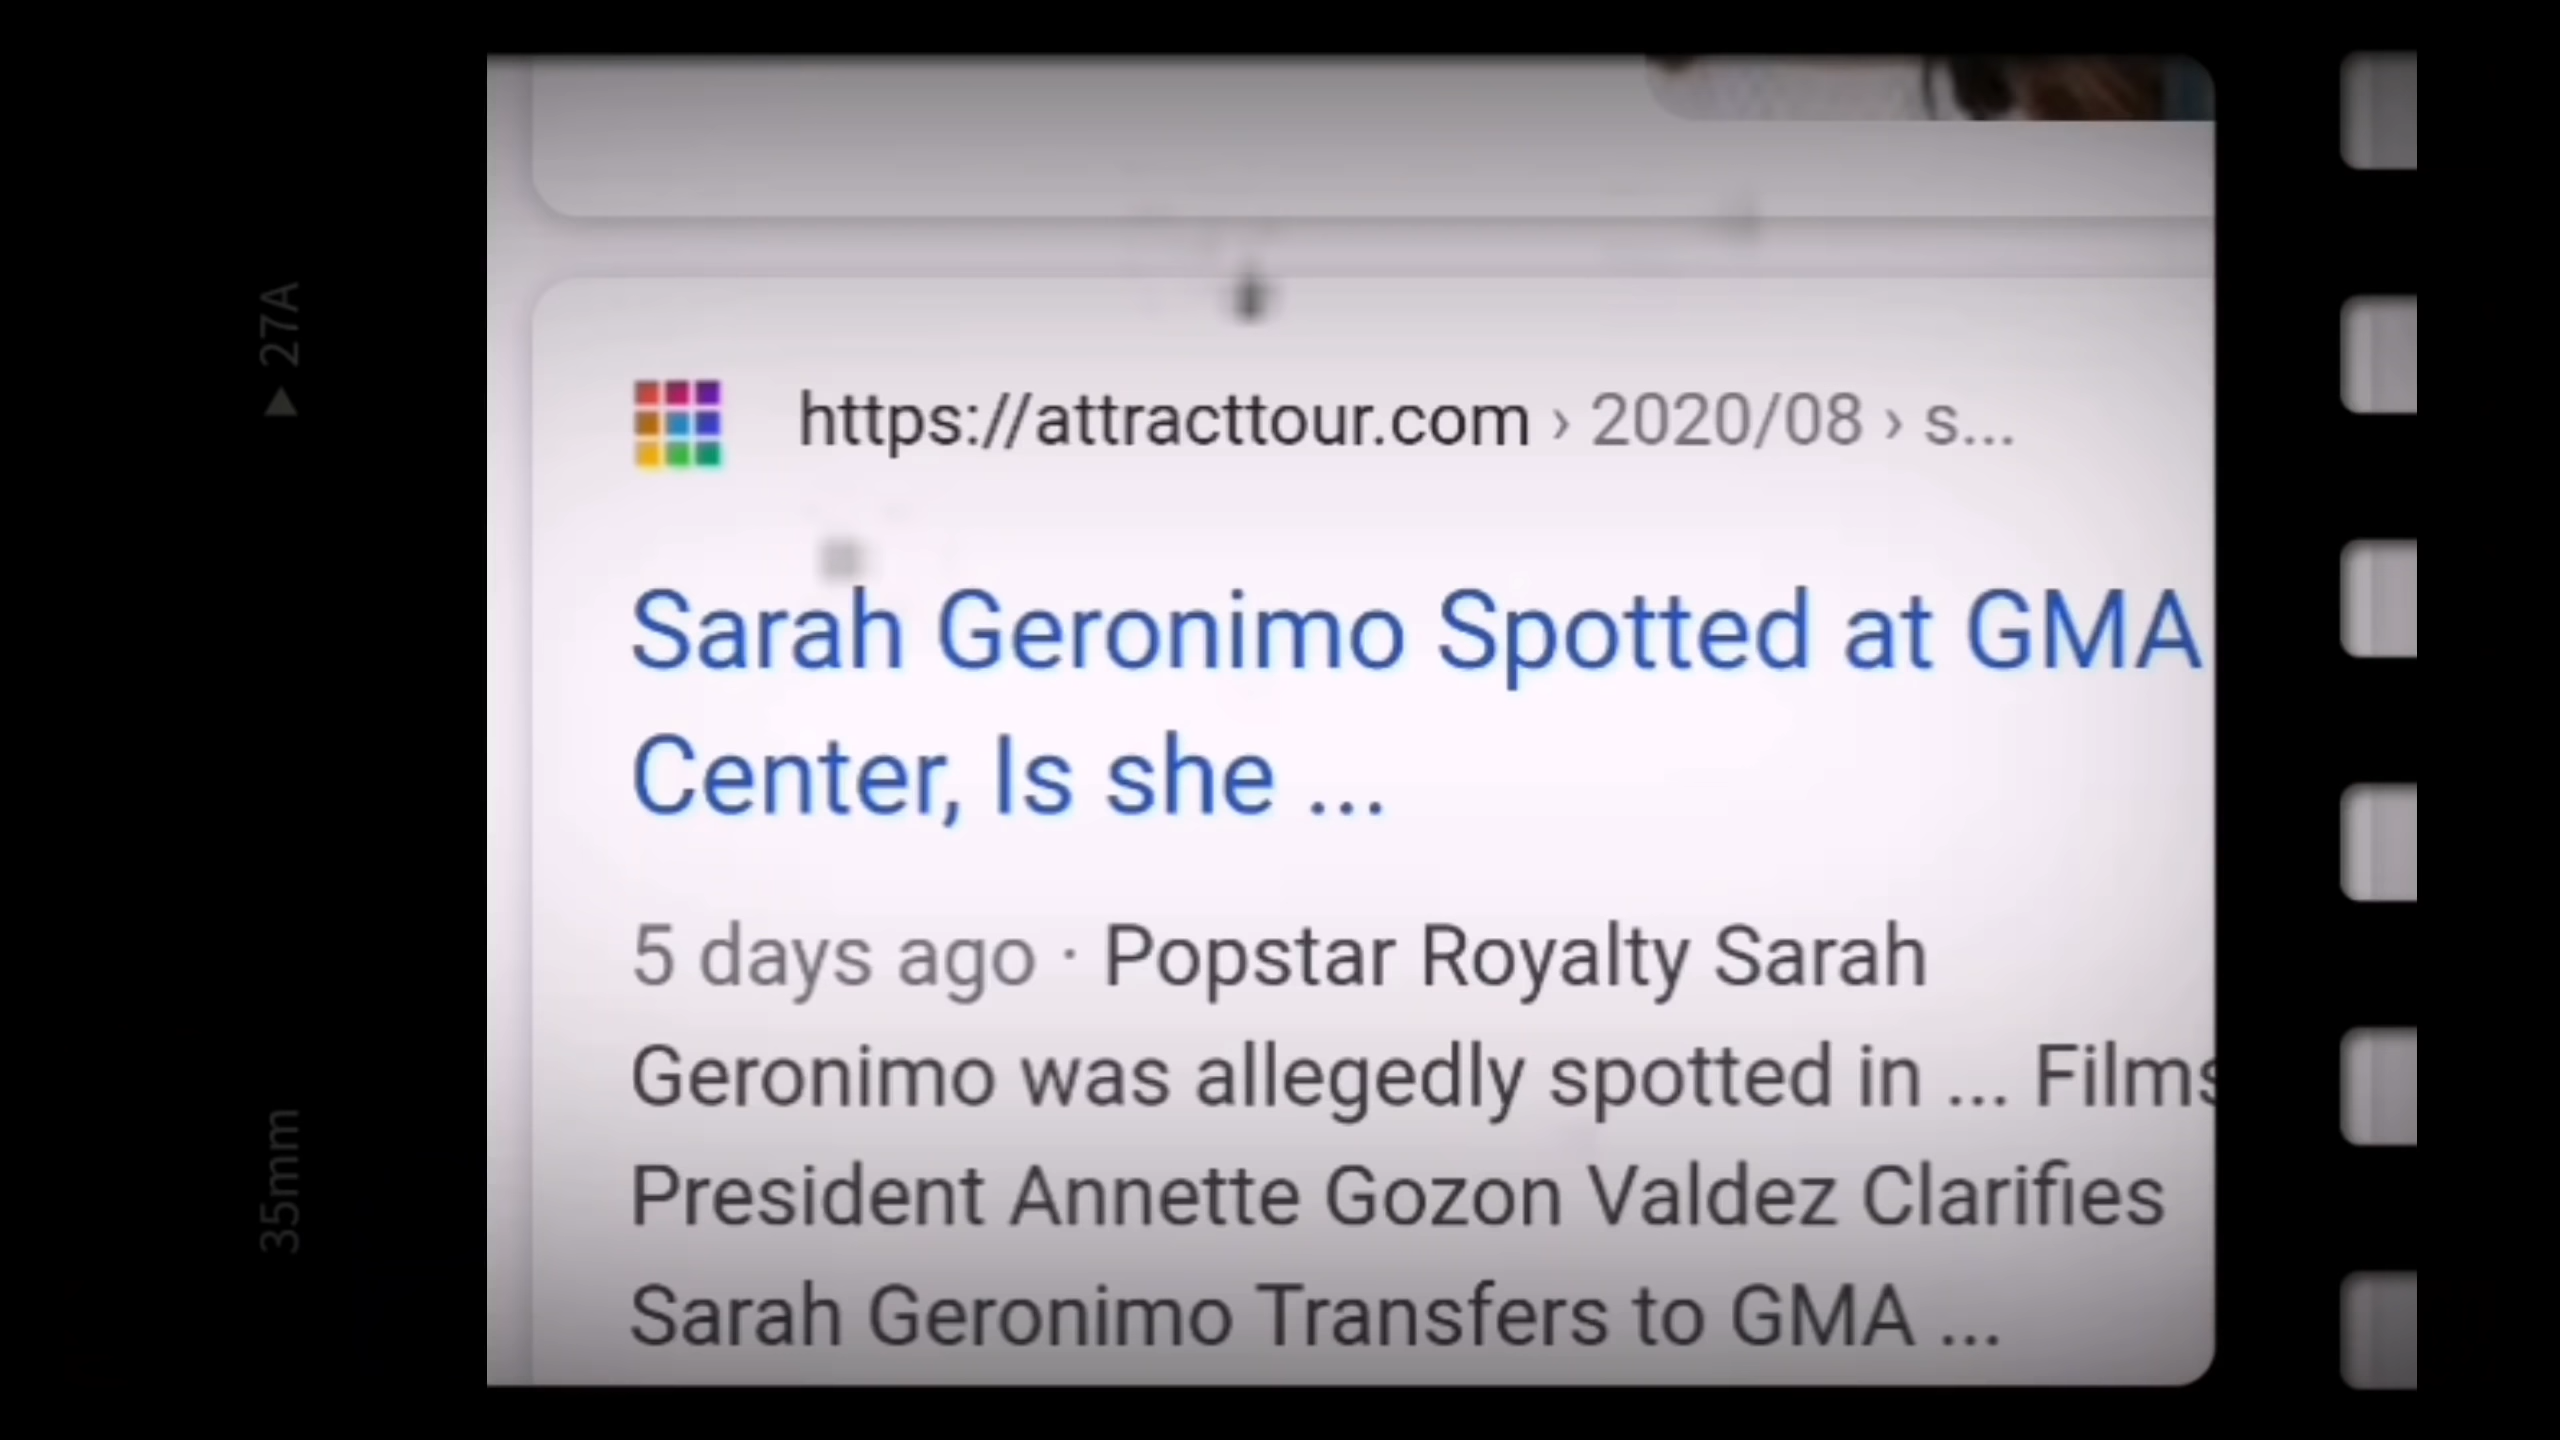 ▶ 27A
35mm
https://attracttour.com › 2020/08 › s...
Sarah Geronimo Spotted at GMA
Center, Is she ...
5 days ago · Popstar Royalty Sarah
Geronimo was allegedly spotted in ... Films
President Annette Gozon Valdez Clarifies
Sarah Geronimo Transfers to GMA ...